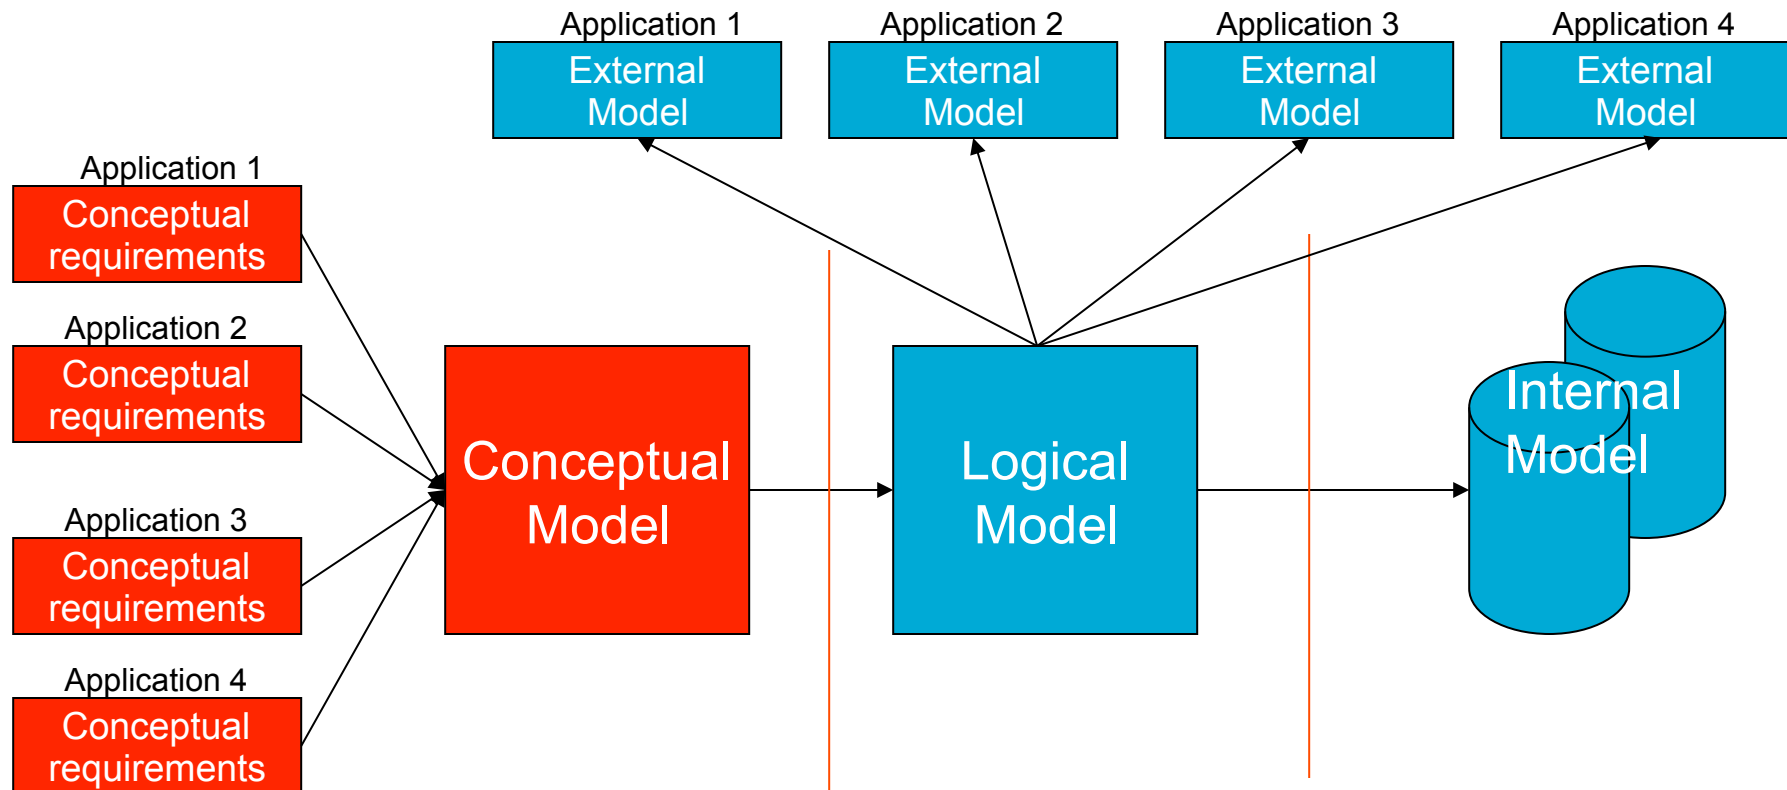 Application 1
External
Model
Application 2
External
Model
Application 3
External
Model
Application 4
External
Model
Application 1
Conceptual
requirements
Application 2
Conceptual
requirements
Application 3
Conceptual
requirements
Application 4
Conceptual
requirements
Conceptual
Model
Logical
Model
Internal
Model